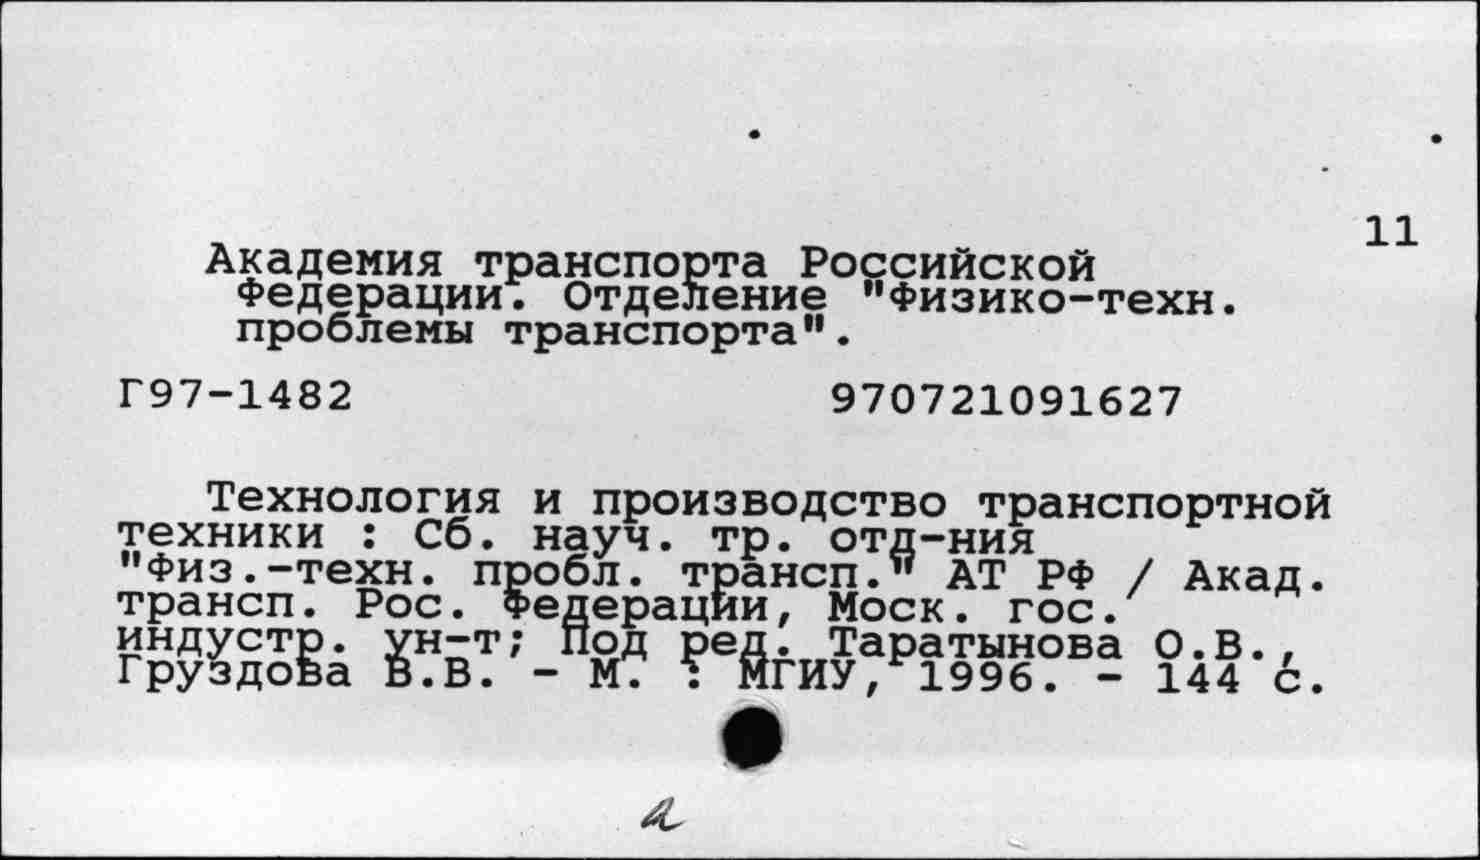 11
Академия транспорта Российской
Федерации. Отделение "Физико-техн.
проблемы транспорта".
Г97-1482 970721091627
Технология и производство транспортной
техники : Сб. науч. тр. отд-ния
"Физ.-техн. пробл. трансп." АТ РФ / Акад.
трансп. Рос. Федерации, Моск. гос.
индустр. ун-т; Под ред. Таратынова О.В.,
Груздова В.В. - М. : МГИУ, 1996. - 144 с.